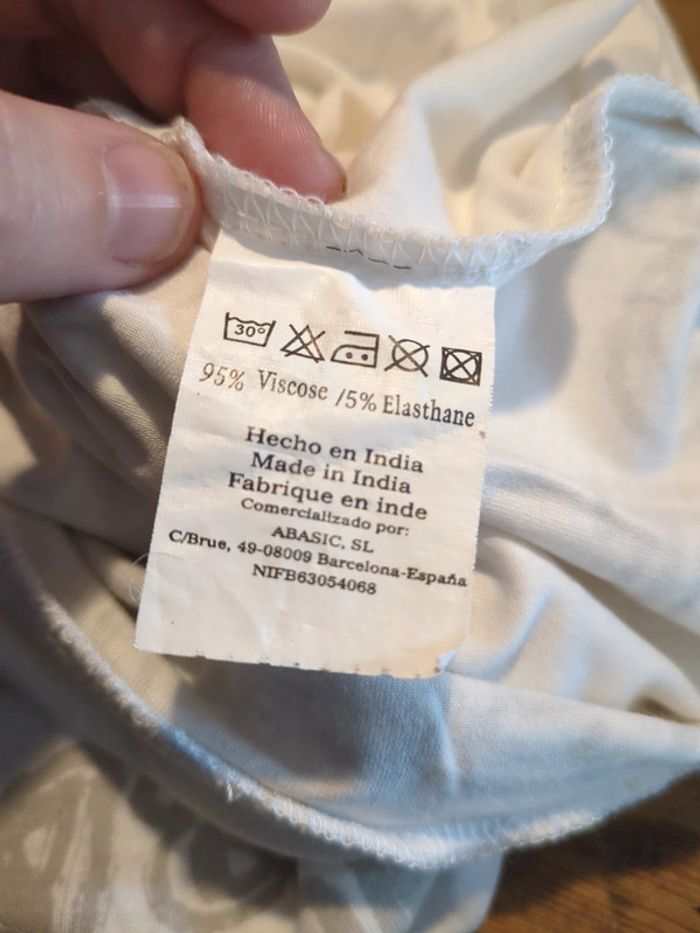 30°
95% Viscose /5% Elasthane
Hecho en India
Made in India
Fabrique en inde
Comercializado por:
ABASIC, SL
C/Brue, 49-08009 Barcelona-España
NIFB63054068